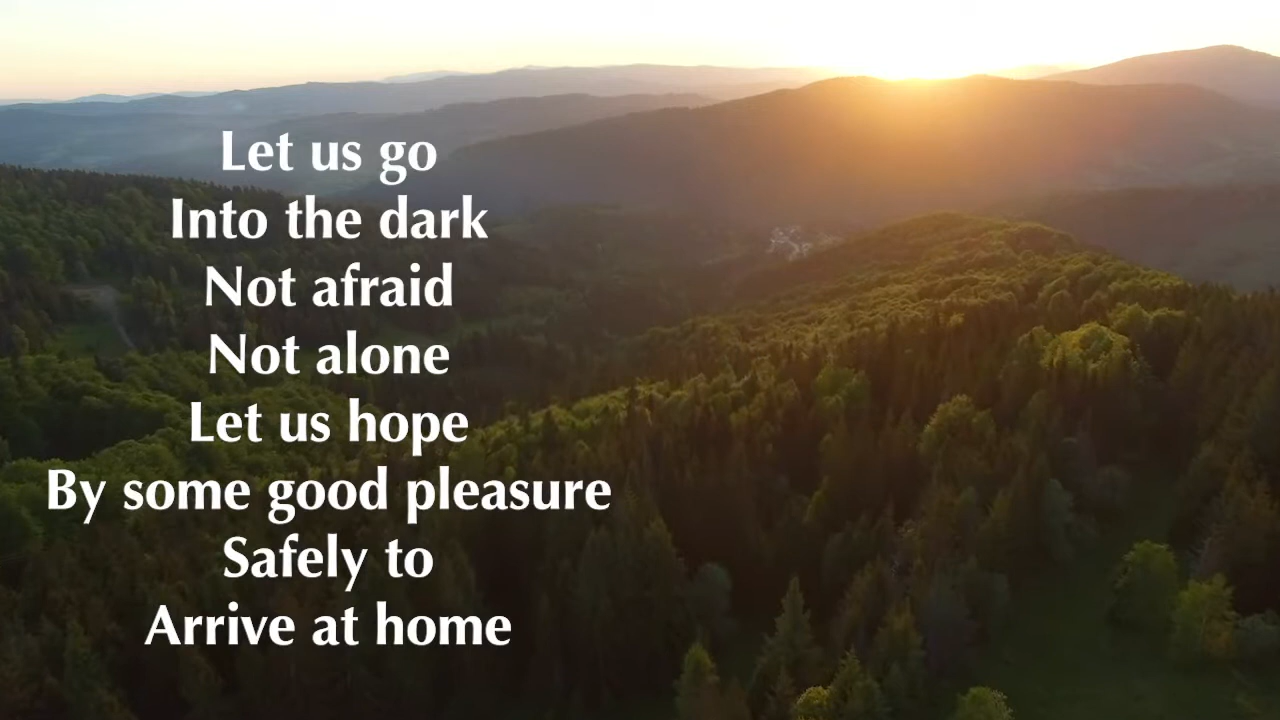 Let us go
Into the dark
Not afraid
Not alone
Let us hope
By some good pleasure
Safely to
Arrive at home